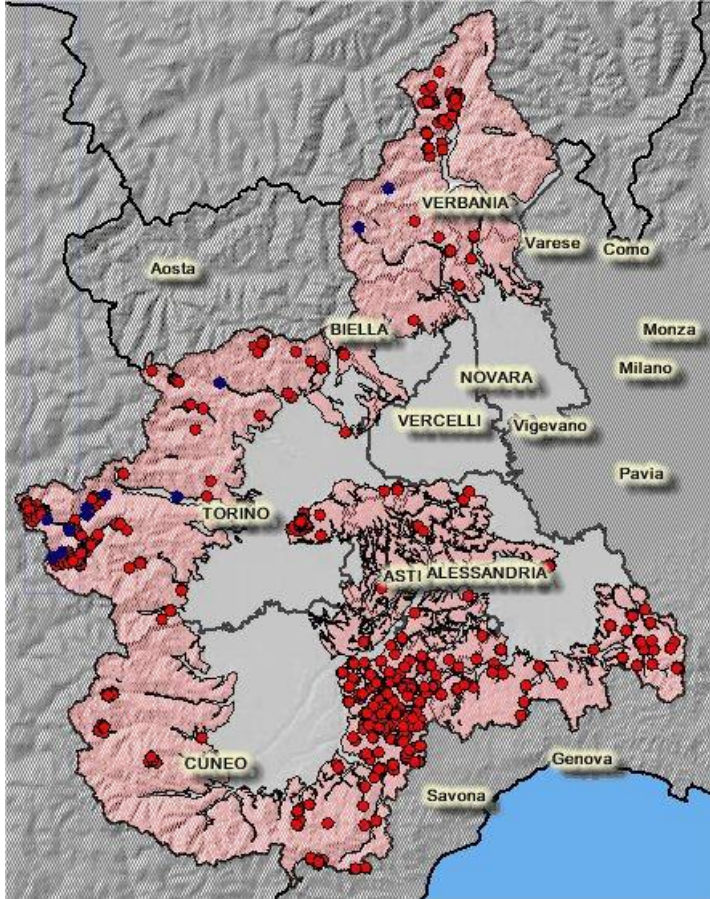 VERBANIA
Varese
Como
Aosta
BIELLA
Monza
Milano
NOVARA
VERCELLI
Vigevano
Pavia
TORINO
ASTI
ALESSANDRIA
CUNEO
Genova
Savona